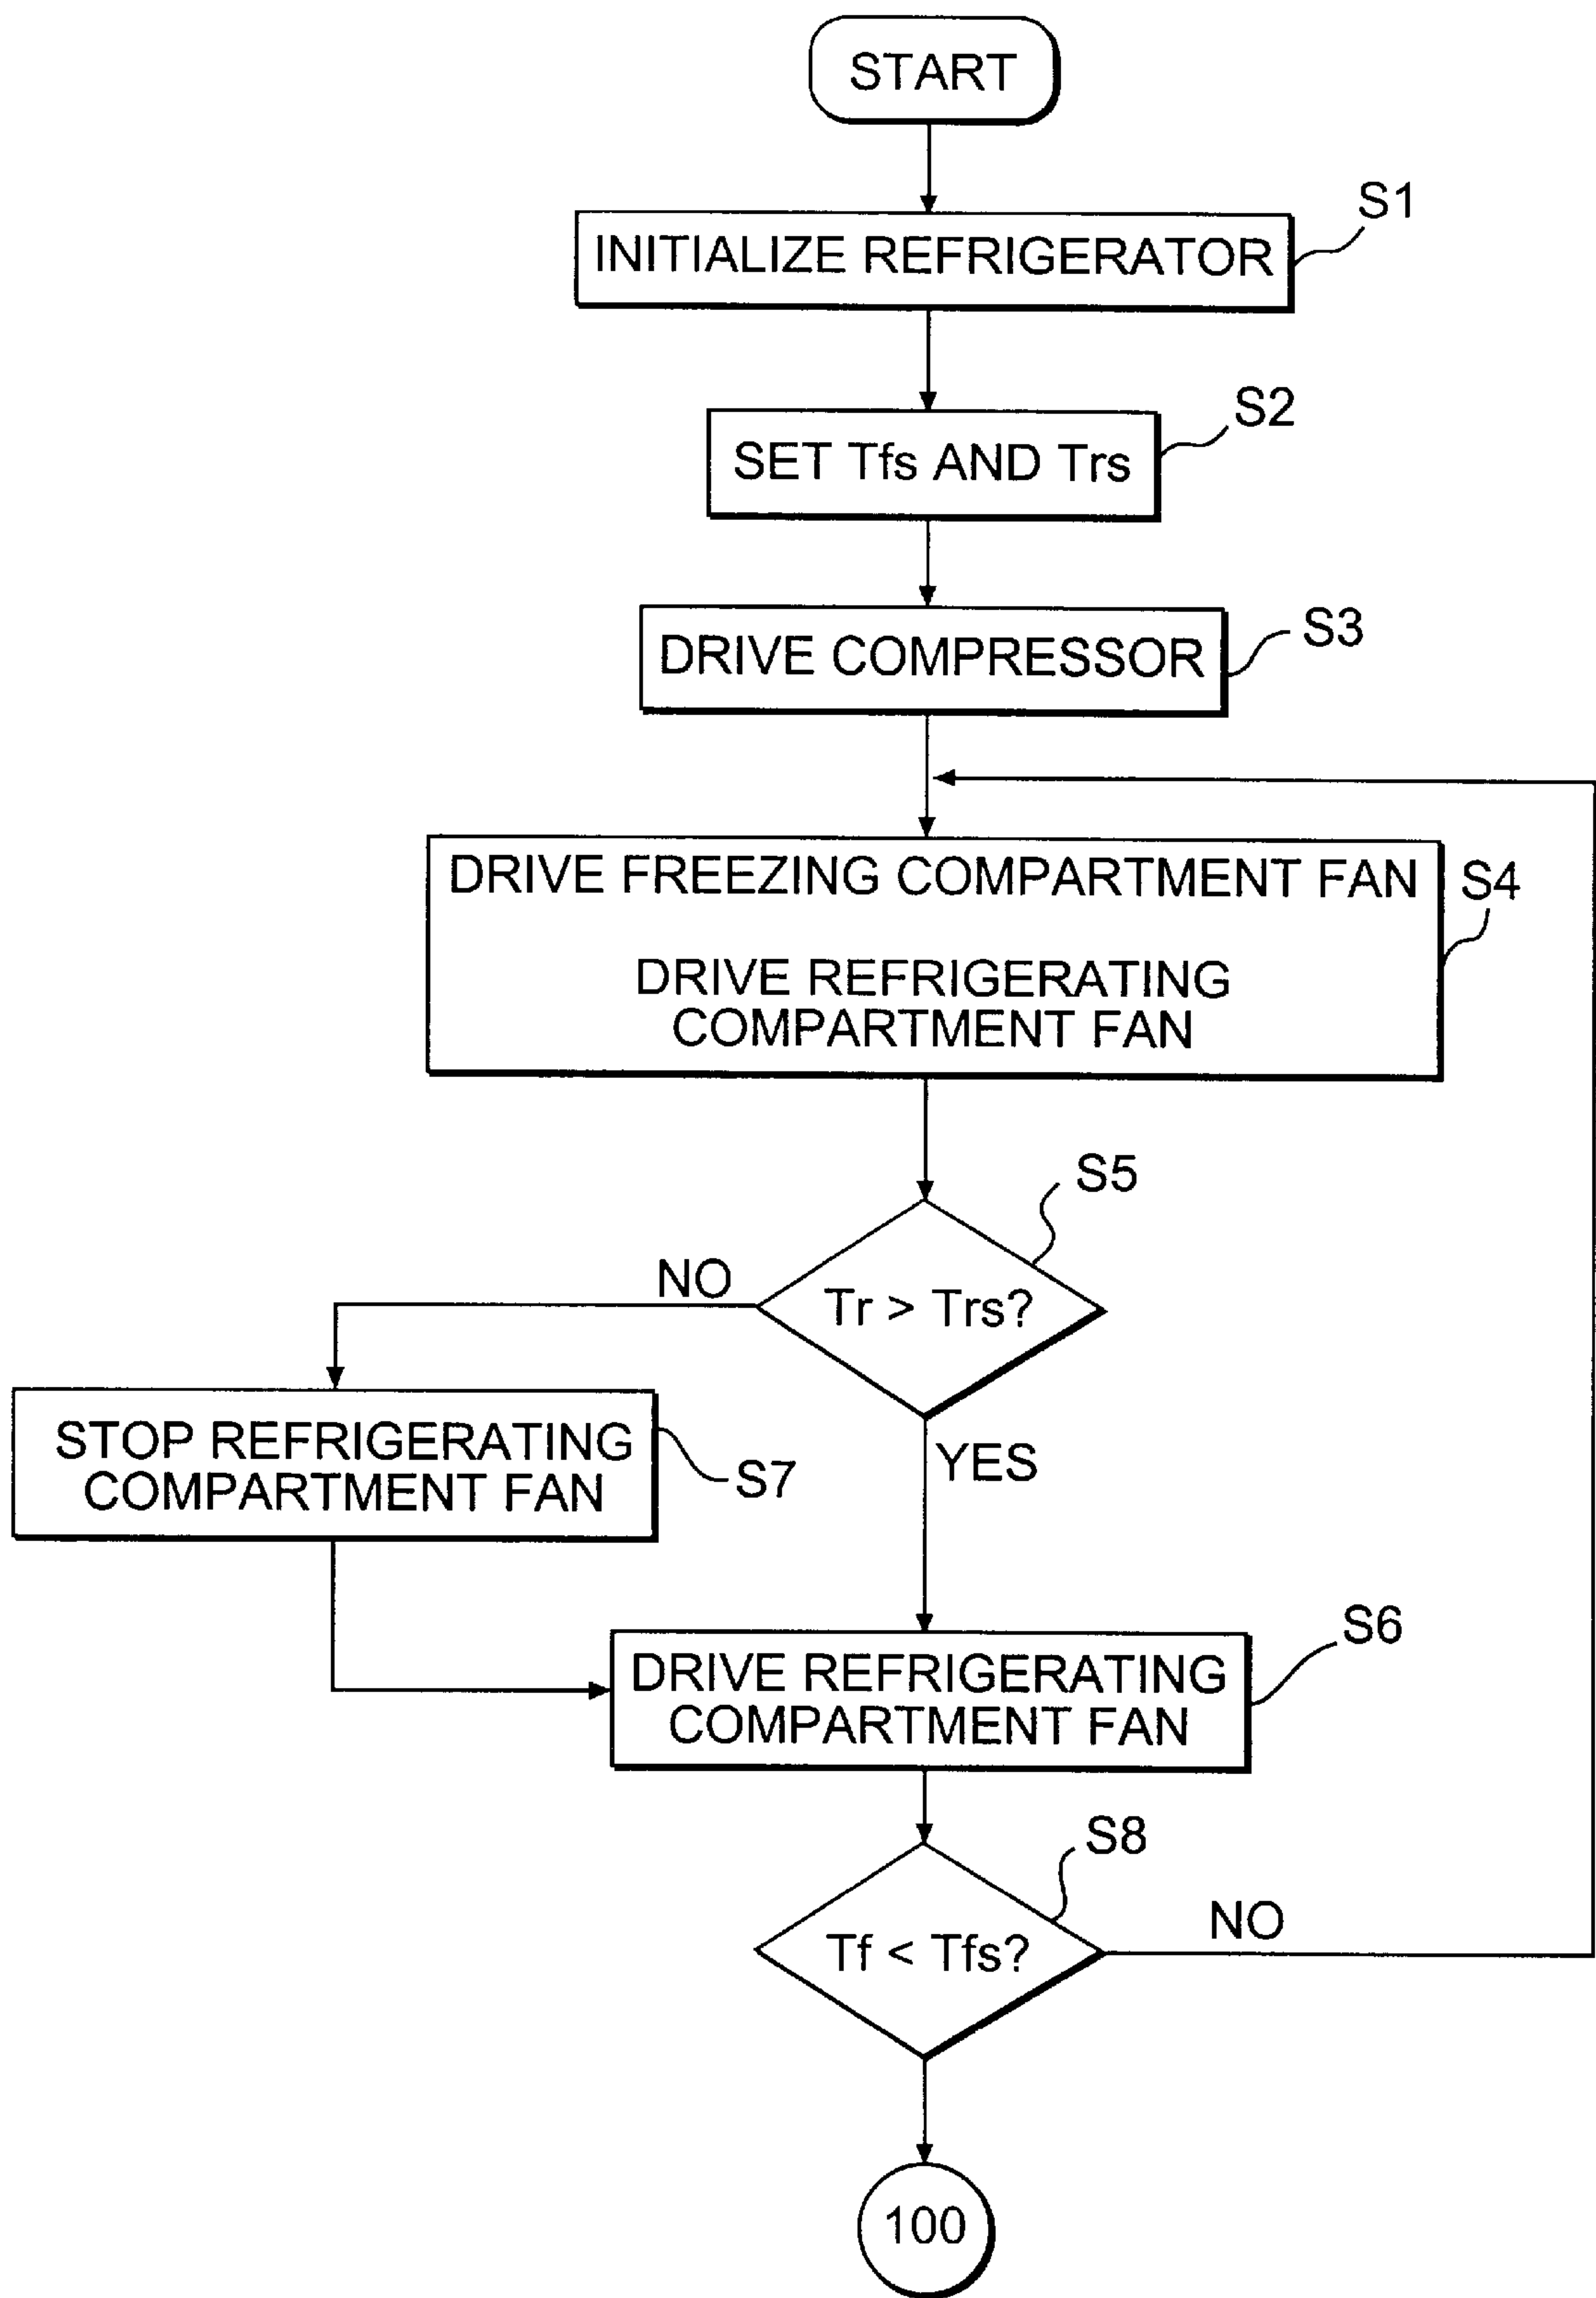 START
S1
INITIALIZE REFRIGERATOR
S2
SET Tfs AND Trs
S3
DRIVE COMPRESSOR
DRIVE FREEZING COMPARTMENT FAN
S4
DRIVE REFRIGERATING
COMPARTMENT FAN
S5
NO
Tr > Trs?
STOP REFRIGERATING
COMPARTMENT FAN
S7
YES
S6
DRIVE REFRIGERATING
COMPARTMENT FAN
S8
NO
Tf < Tfs?
100